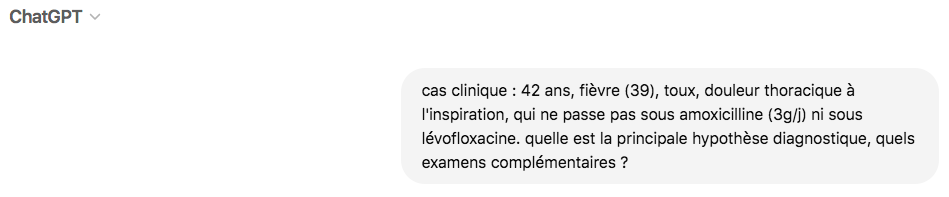 ChatGPT
cas clinique : 42 ans, fièvre (39), toux, douleur thoracique à
l'inspiration, qui ne passe pas sous amoxicilline (3g/j) ni sous
lévofloxacine. quelle est la principale hypothèse diagnostique, quels
examens complémentaires ?